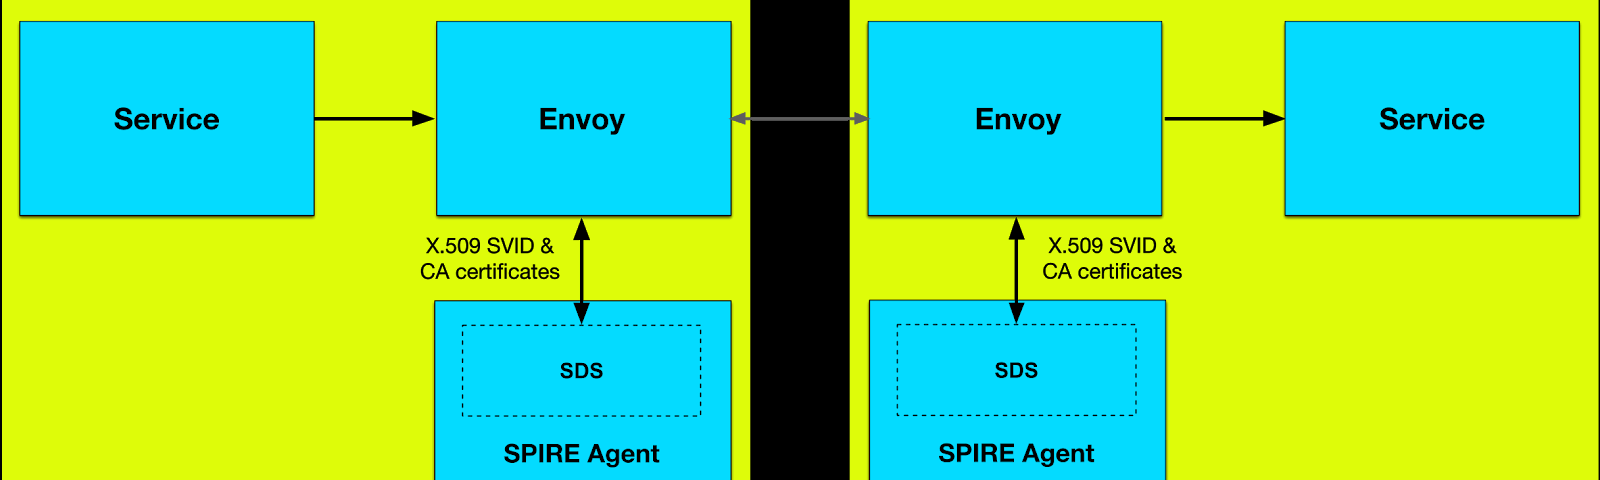 Service
Envoy
Envoy
Service
X.509 SVID &
CA certificates
X.509 SVID &
CA certificates
SDS
SDS
SPIRE Agent
SPIRE Agent